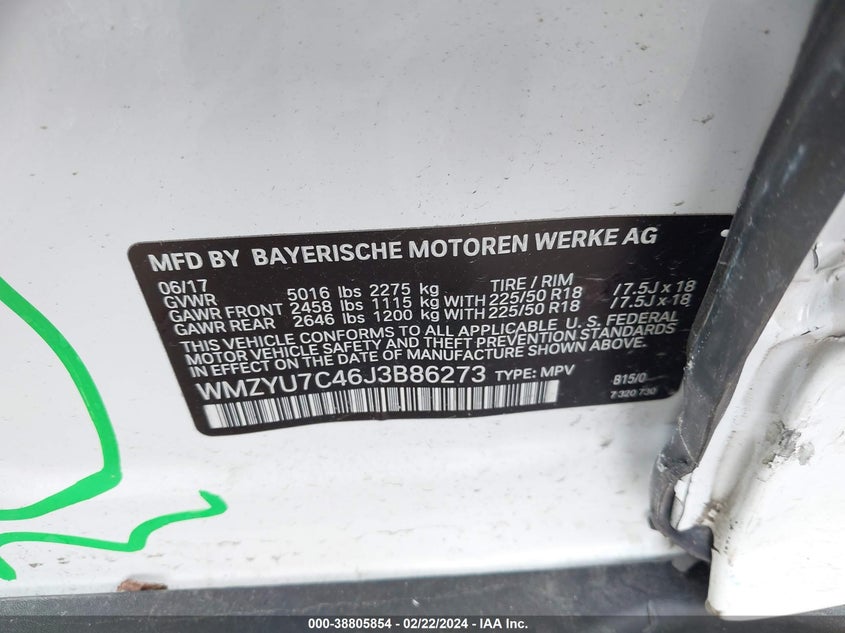 MFD BY BAYERISCHE MOTOREN WERKE AG
06/17 TIRE / RIM
GVWR 5016 lbs 2275 kg
GAWR FRONT 2458 lbs 1115 kg WITH 225/50 R18 /7.5J x 18
GAWR REAR 2646 lbs 1200 kg WITH 225/50 R18 /7.5J x 18
THIS VEHICLE CONFORMS TO ALL APPLICABLE U. S. FEDERAL
MOTOR VEHICLE SAFETY AND THEFT PREVENTION STANDARDS
IN EFFECT ON THE DATE OF MANUFACTURE SHOWN ABOVE.
WMZYU7C46J3B86273 TYPE: MPV B15/0
7 320 730
000-38805854 / 02/22/2024 - IAA Inc.